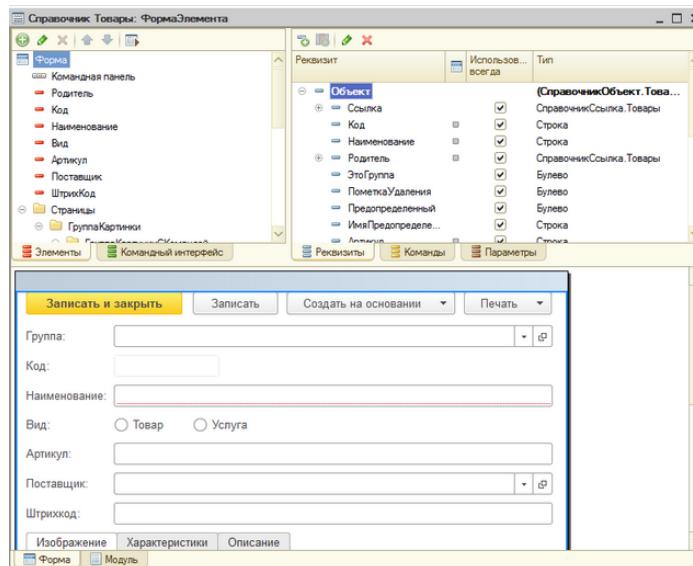 Справочник Товары: ФормаЭлемента
Форма
Командная панель
Родитель
Код
Наименование
Вид
Артикул
Поставщик
ШтрихКод
Страницы
ГруппаКартинки
Элементы Командный интерфейс
Реквизит Использов... всегда Тип
Объект (СправочникОбъект.Това...
Ссылка СправочникСсылка.Товары
Код Строка
Наименование Строка
Родитель СправочникСсылка.Товары
ЭтоГруппа Булево
ПометкаУдаления Булево
Предопределенный Булево
ИмяПредопределе... Строка
Артикул Строка
Реквизиты Команды Параметры
Записать и закрыть Записать Создать на основании Печать
Группа:
Код:
Наименование:
Вид: Товар Услуга
Артикул:
Поставщик:
Штрихкод:
Изображение Характеристики Описание
Форма Модуль